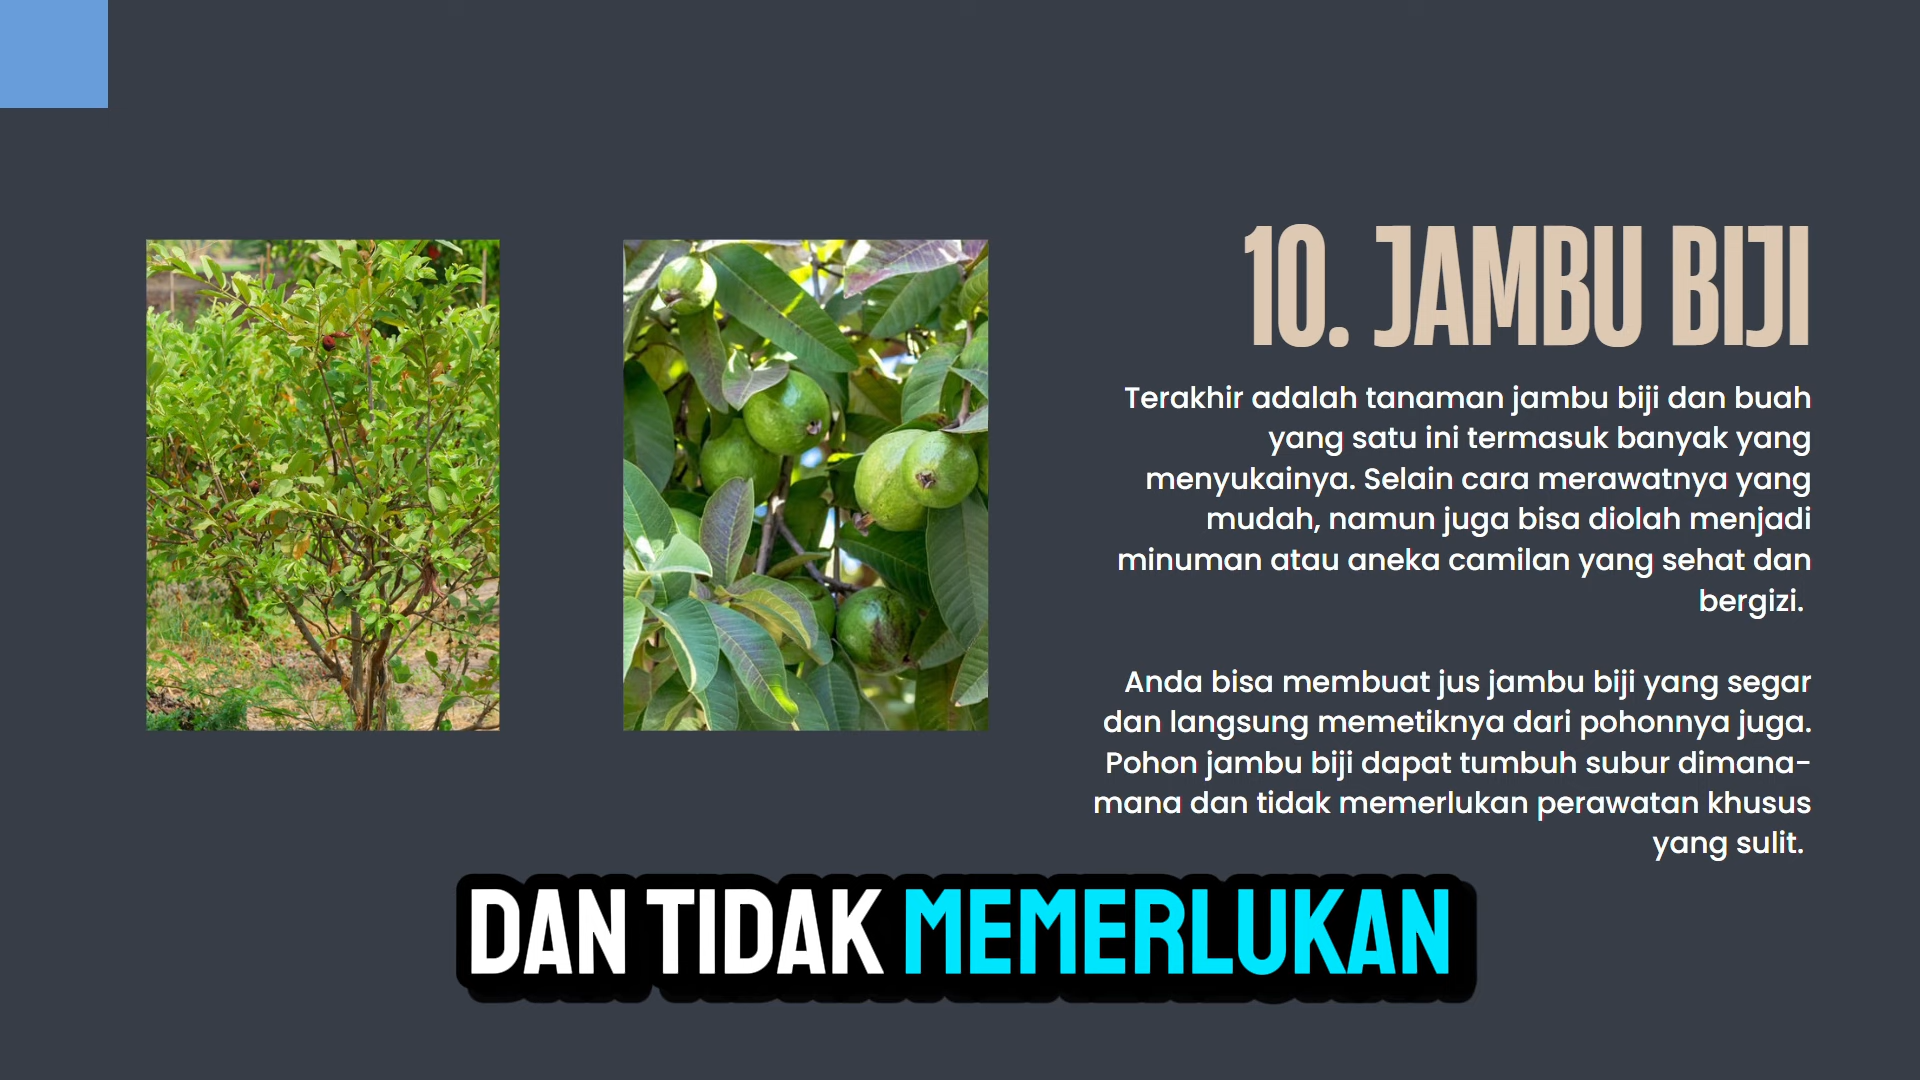 10. JAMBU BIJI
Terakhir adalah tanaman jambu biji dan buah
yang satu ini termasuk banyak yang
menyukainya. Selain cara merawatnya yang
mudah, namun juga bisa diolah menjadi
minuman atau aneka camilan yang sehat dan
bergizi.
Anda bisa membuat jus jambu biji yang segar
dan langsung memetiknya dari pohonnya juga.
Pohon jambu biji dapat tumbuh subur dimana-
mana dan tidak memerlukan perawatan khusus
yang sulit.
DAN TIDAK MEMERLUKAN